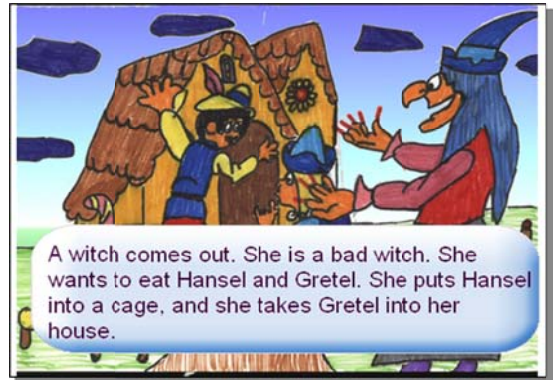 A witch comes out. She is a bad witch. She
wants to eat Hansel and Gretel. She puts Hansel
into a cage, and she takes Gretel into her
house.